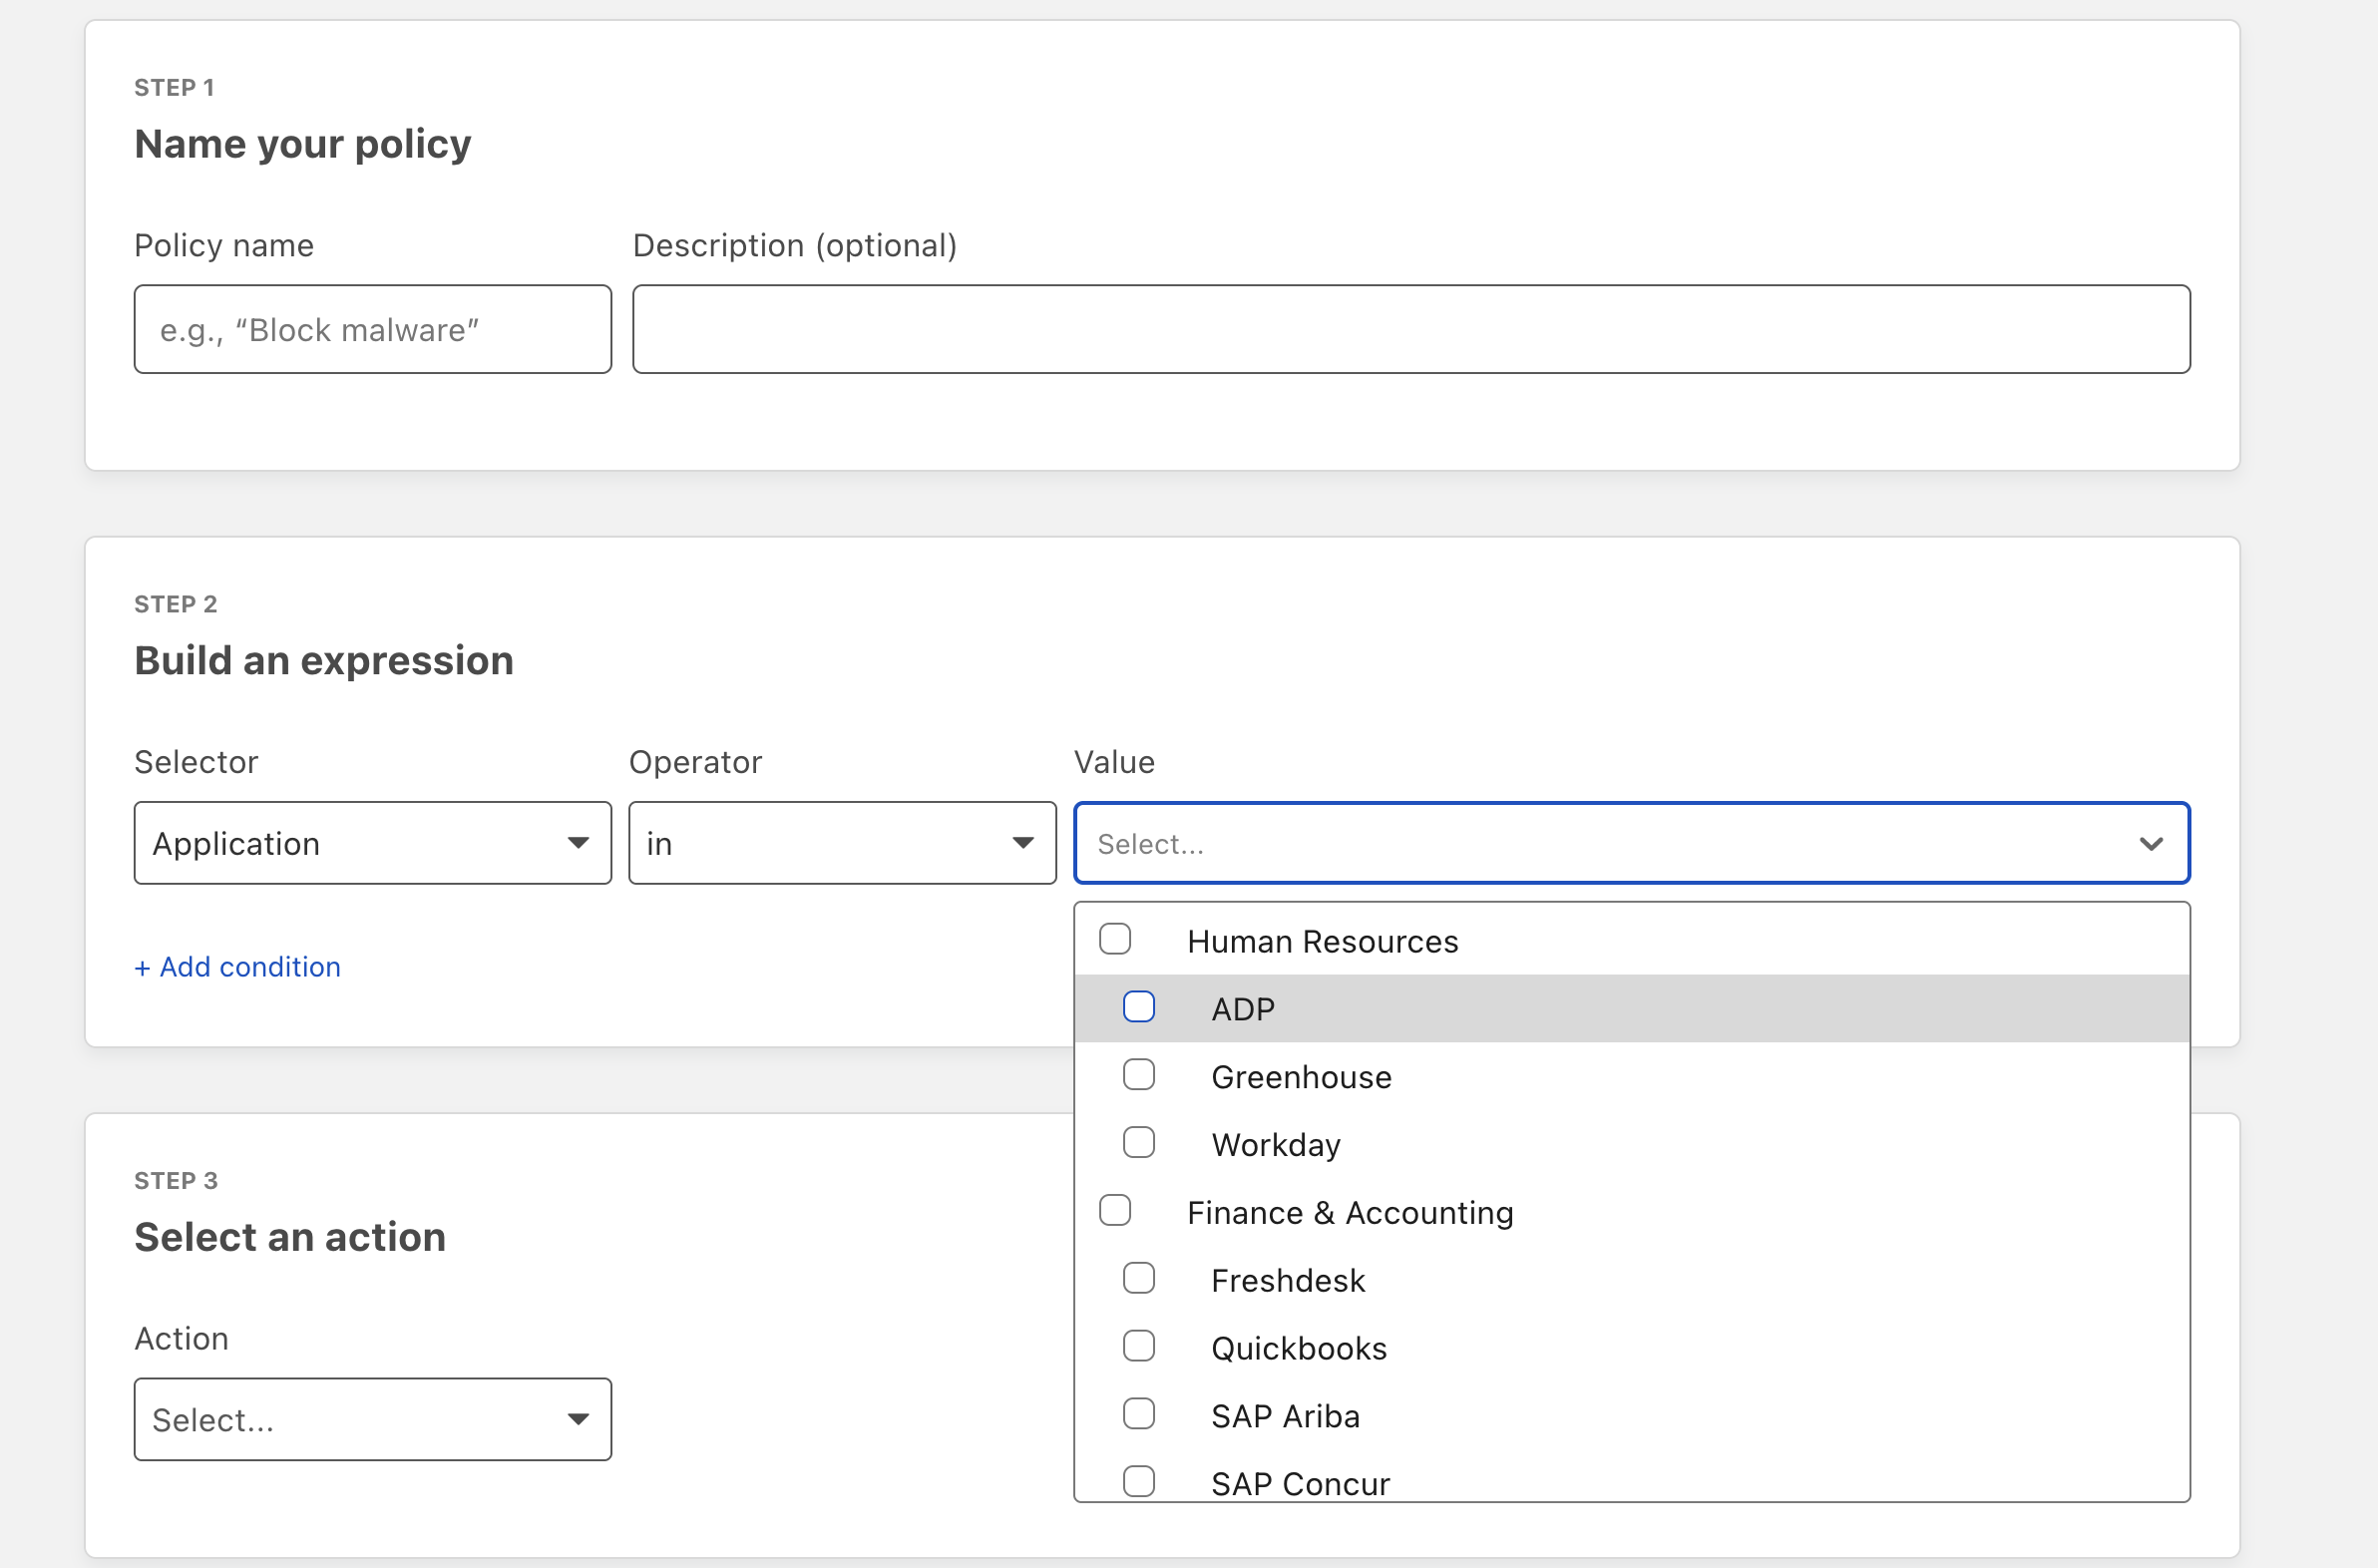 STEP 1
Name your policy
Policy name
Description (optional)
e.g., “Block malware”
STEP 2
Build an expression
Selector
Operator
Value
Application
in
Select...
+ Add condition
Human Resources
ADP
Greenhouse
Workday
Finance & Accounting
Freshdesk
Quickbooks
SAP Ariba
SAP Concur
STEP 3
Select an action
Action
Select...